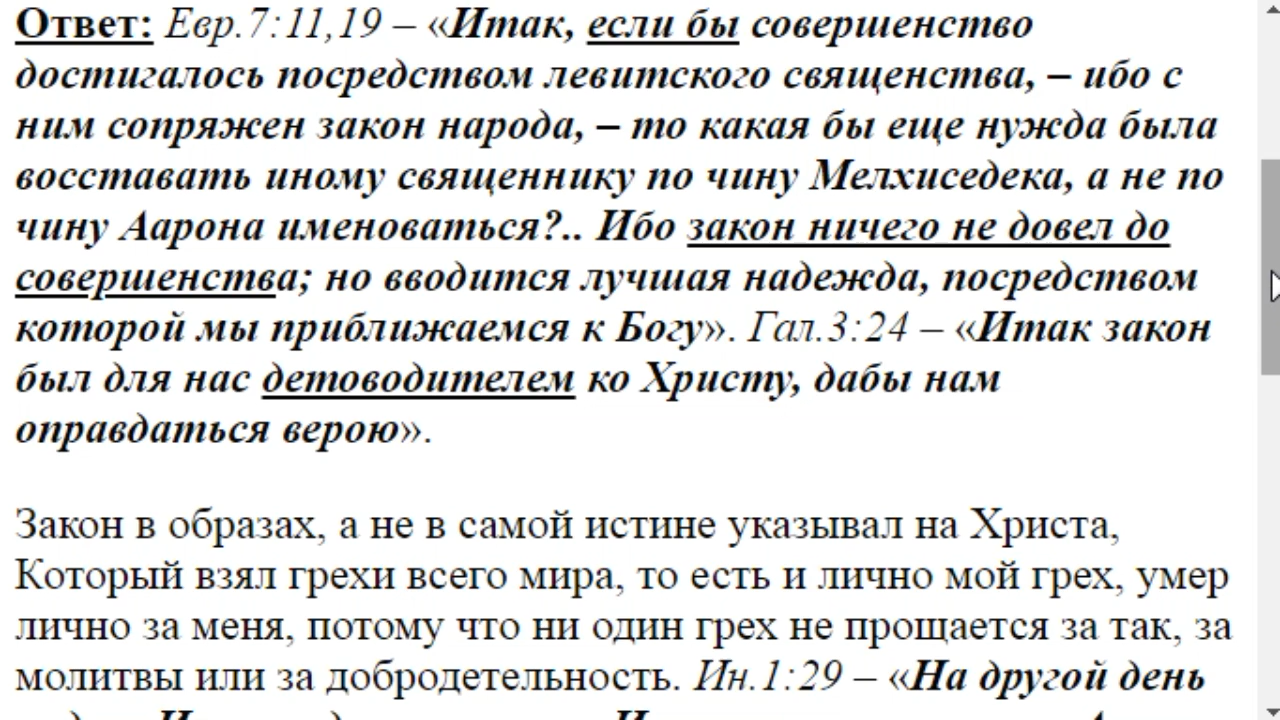 Ответ: Евр.7:11,19 – «Итак, если бы совершенство
достигалось посредством левитского священства, – ибо с
ним сопряжен закон народа, – то какая бы еще нужда была
восставать иному священнику по чину Мелхиседека, а не по
чину Аарона именоваться?.. Ибо закон ничего не довел до
совершенства; но вводится лучшая надежда, посредством
которой мы приближаемся к Богу». Гал.3:24 – «Итак закон
был для нас детоводителем ко Христу, дабы нам
оправдаться верою».
Закон в образах, а не в самой истине указывал на Христа,
Который взял грехи всего мира, то есть и лично мой грех, умер
лично за меня, потому что ни один грех не прощается за так, за
молитвы или за добродетельность. Ин.1:29 – «На другой день